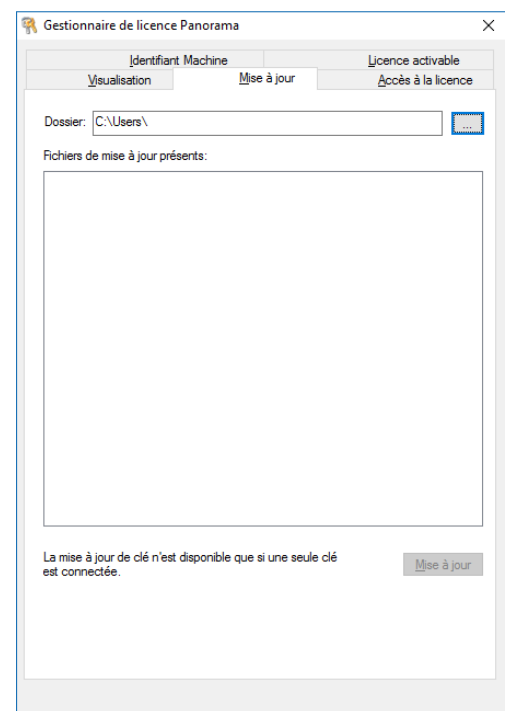 Gestionnaire de licence Panorama
Identifiant Machine
Licence activable
Visualisation
Mise à jour
Accès à la licence
Dossier: C:\Users\
...
Fichiers de mise à jour présents:
La mise à jour de clé n'est disponible que si une seule clé
est connectée.
Mise à jour